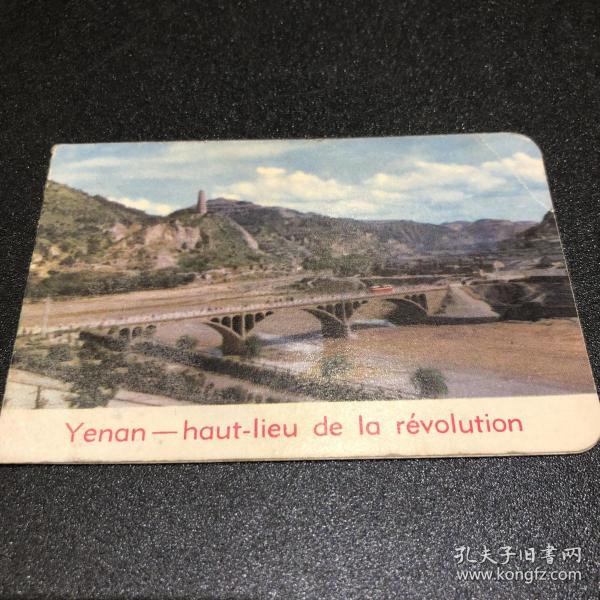 Yenan — haut-lieu de la révolution
孔夫子旧书网
www.kongfz.com